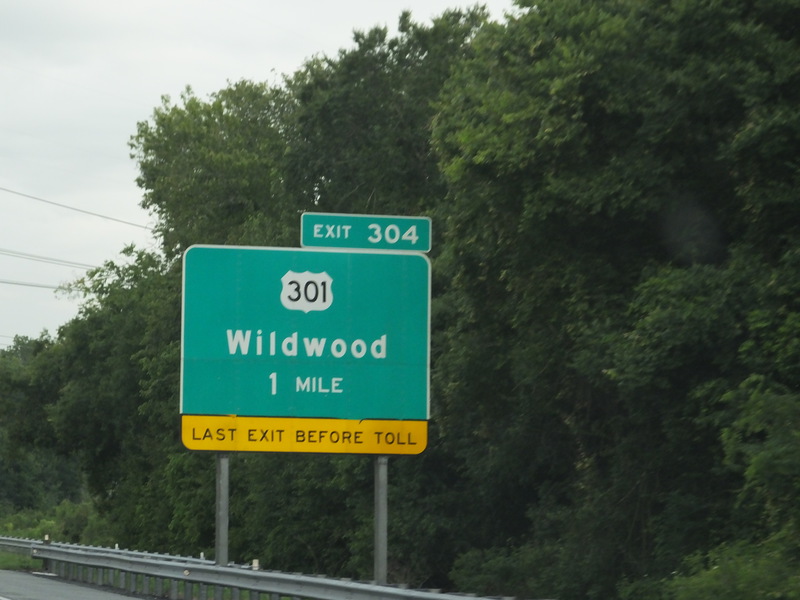 EXIT 304
301
Wildwood
1 MILE
LAST EXIT BEFORE TOLL